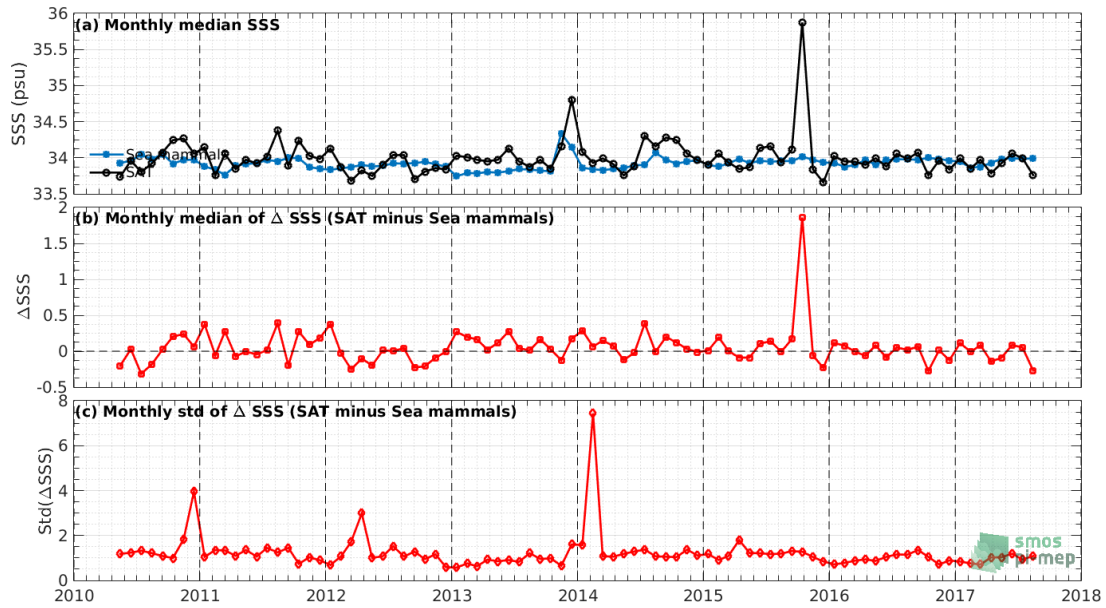 (a) Monthly median SSS
SSS (psu)
36
35.5
35
34.5
34
33.5
Sea mammals
SAT
(b) Monthly median of Δ SSS (SAT minus Sea mammals)
ΔSSS
2
1.5
1
0.5
0
-0.5
(c) Monthly std of Δ SSS (SAT minus Sea mammals)
Std(ΔSSS)
8
6
4
2
0
smos
pi-mep
2010 2011 2012 2013 2014 2015 2016 2017 2018